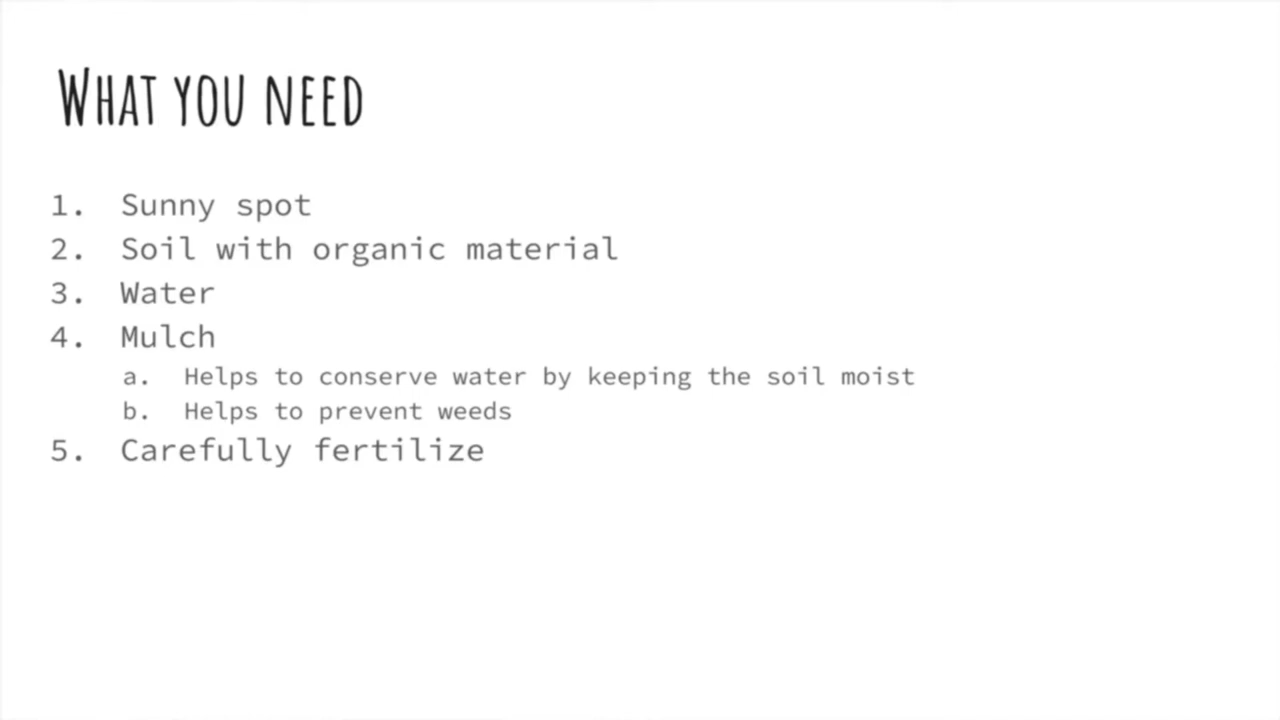 What you need
1. Sunny spot
2. Soil with organic material
3. Water
4. Mulch
a. Helps to conserve water by keeping the soil moist
b. Helps to prevent weeds
5. Carefully fertilize